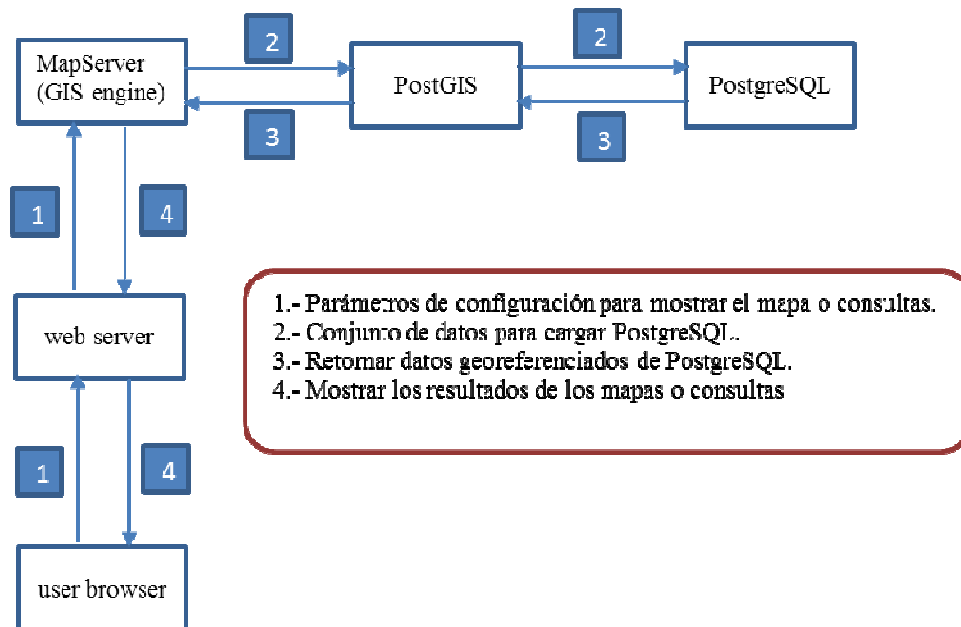 2
2
MapServer
(GIS engine)
PostGIS
PostgreSQL
3
3
1
4
1.- Parámetros de configuración para mostrar el mapa o consultas.
2.- Conjunto de datos para cargar PostgreSQL.
3.- Retornar datos georeferenciados de PostgreSQL.
4.- Mostrar los resultados de los mapas o consultas
web server
1
4
user browser